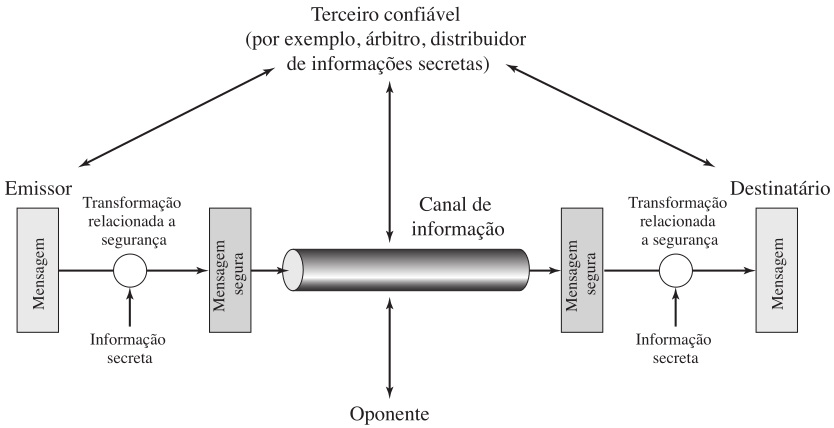 Terceiro confiável
(por exemplo, árbitro, distribuidor
de informações secretas)
Emissor
Transformação
relacionada a
segurança
Mensagem
Informação
secreta
Mensagem
segura
Canal de
informação
Mensagem
segura
Transformação
relacionada
a segurança
Informação
secreta
Destinatário
Mensagem
Oponente